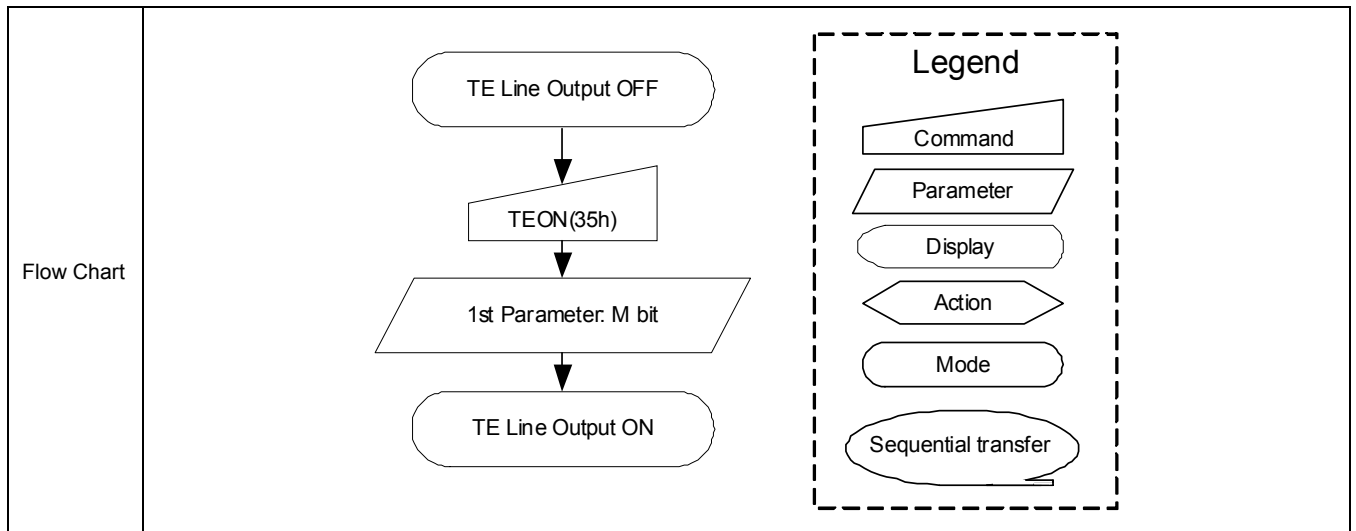 Flow Chart
TE Line Output OFF
TEON(35h)
1st Parameter: M bit
TE Line Output ON
Legend
Command
Parameter
Display
Action
Mode
Sequential transfer